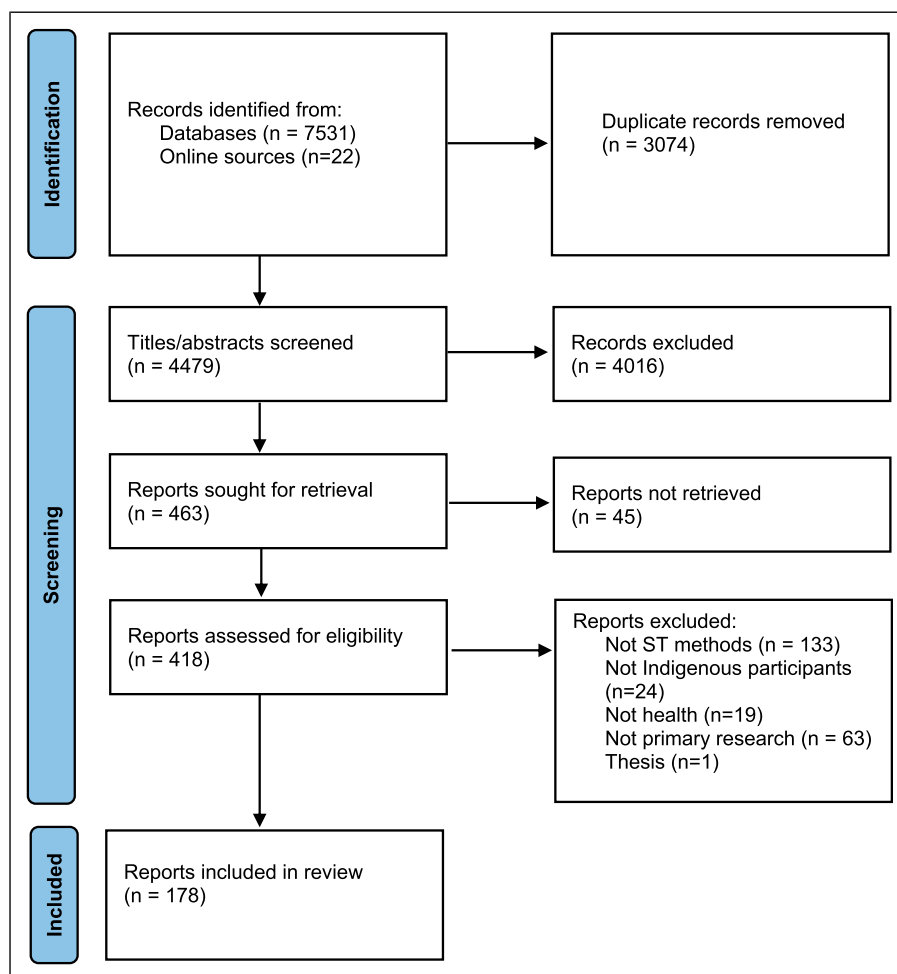 Identification
Records identified from:
Databases (n = 7531)
Online sources (n=22)
Duplicate records removed
(n = 3074)
Screening
Titles/abstracts screened
(n = 4479)
Records excluded
(n = 4016)
Reports sought for retrieval
(n = 463)
Reports not retrieved
(n = 45)
Reports assessed for eligibility
(n = 418)
Reports excluded:
Not ST methods (n = 133)
Not Indigenous participants
(n=24)
Not health (n=19)
Not primary research (n = 63)
Thesis (n=1)
Included
Reports included in review
(n = 178)